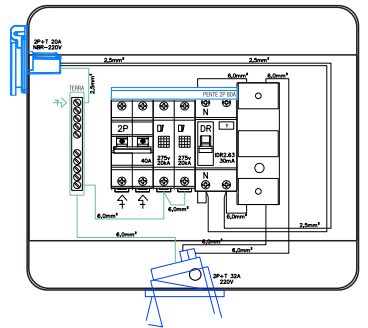 2P+T 20A
NBR-220V
2,5mm²
2,5mm²
2,5mm²
6,0mm²
6,0mm²
TERRA
PENTE 2P 80A
N
2P
DR
T
40A
275v
20kA
275v
20kA
IDR2.63
30mA
N
6,0mm²
6,0mm²
6,0mm²
2,5mm²
6,0mm²
6,0mm²
2P+T 32A
220V